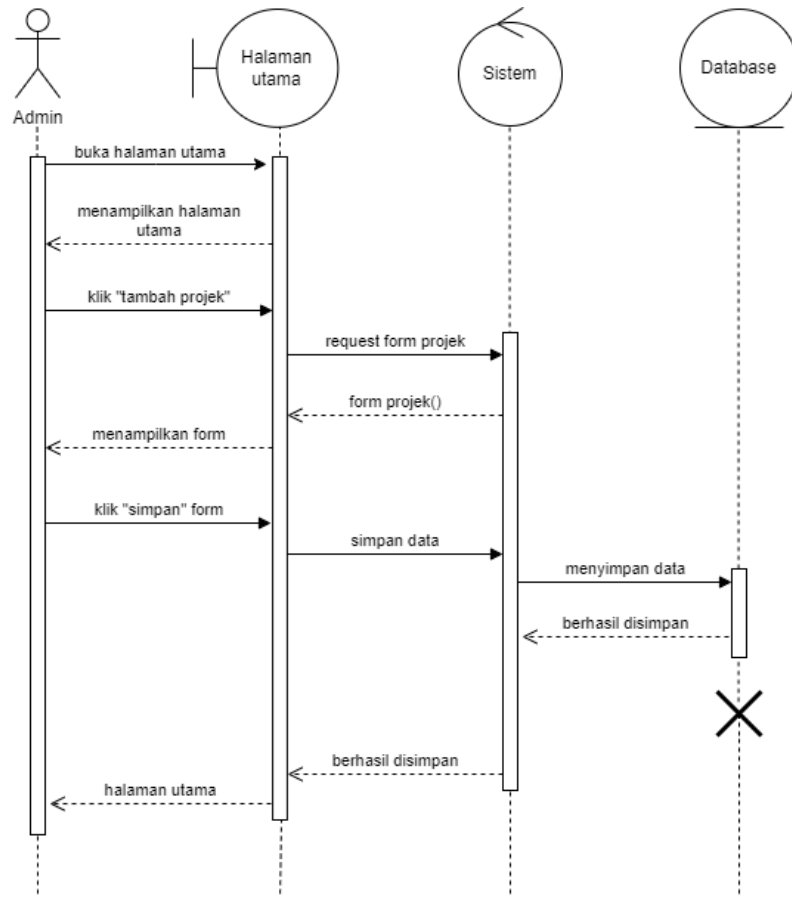 Admin
Halaman
utama
Sistem
Database
buka halaman utama
menampilkan halaman
utama
klik "tambah projek"
request form projek
form projek()
menampilkan form
klik "simpan" form
simpan data
menyimpan data
berhasil disimpan
berhasil disimpan
halaman utama